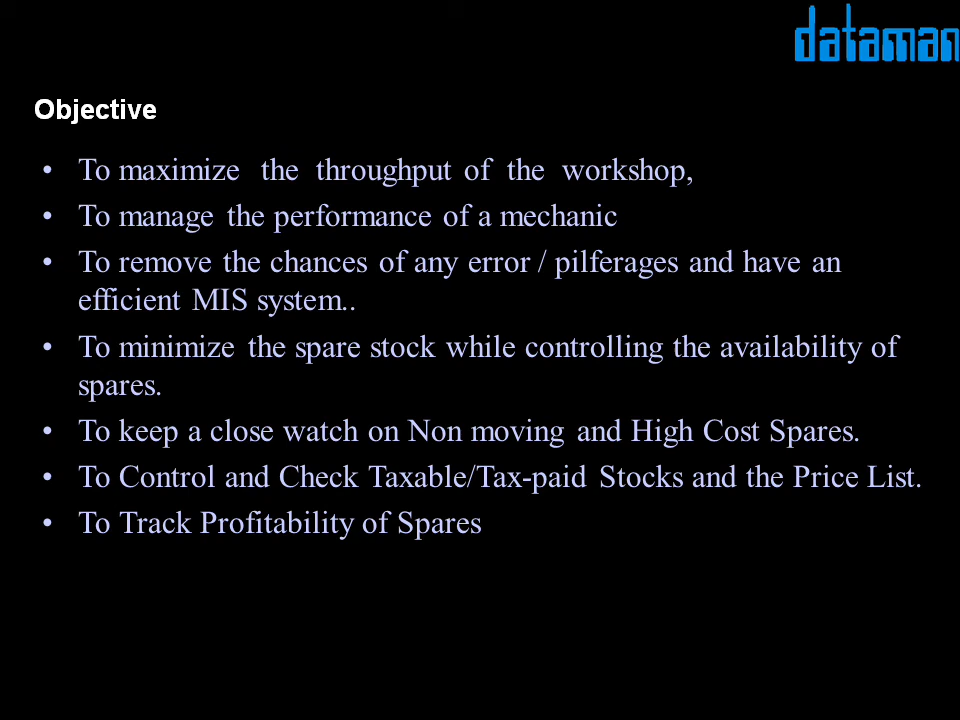 dataman
Objective
• To maximize the throughput of the workshop,
• To manage the performance of a mechanic
• To remove the chances of any error / pilferages and have an
efficient MIS system..
• To minimize the spare stock while controlling the availability of
spares.
• To keep a close watch on Non moving and High Cost Spares.
• To Control and Check Taxable/Tax-paid Stocks and the Price List.
• To Track Profitability of Spares